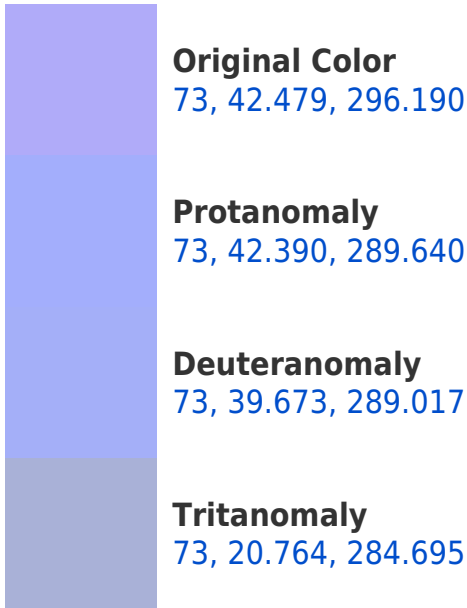 Original Color
73, 42.479, 296.190
Protanomaly
73, 42.390, 289.640
Deuteranomaly
73, 39.673, 289.017
Tritanomaly
73, 20.764, 284.695